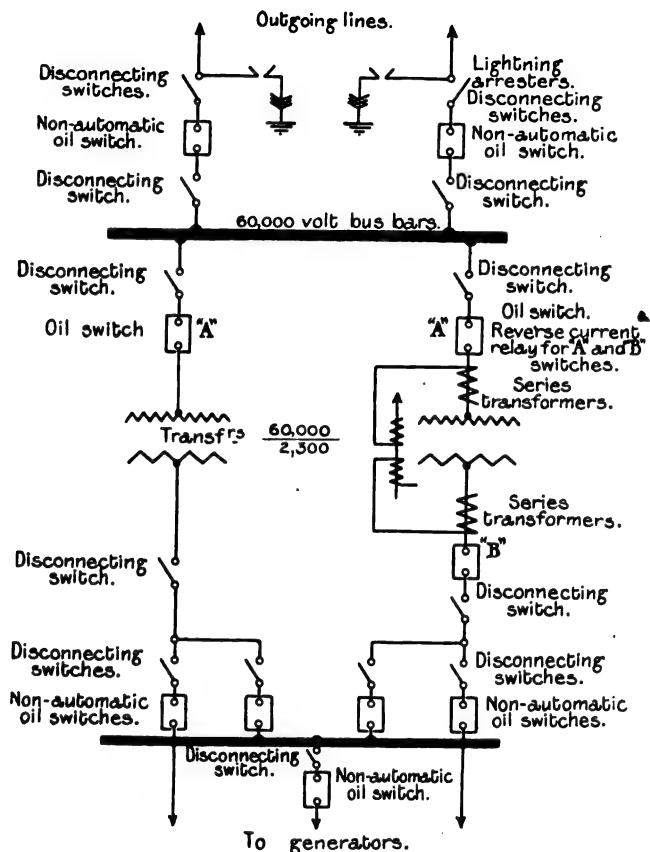 Outgoing lines.
Disconnecting
switches.
Lightning
arresters.
Disconnecting
switches.
Non-automatic
oil switch.
Non-automatic
oil switch.
Disconnecting
switch.
Disconnecting
switch.
60,000 volt bus bars.
Disconnecting
switch.
Disconnecting
switch.
Oil switch "A"
"A" Oil switch.
Reverse current
relay for "A" and "B"
switches.
Series
transformers.
Transfrs 60,000
2,300
Series
transformers.
"B"
Disconnecting
switch.
Disconnecting
switch.
Disconnecting
switches.
Disconnecting
switches.
Non-automatic
oil switches.
Non-automatic
oil switches.
Disconnecting
switch.
Non-automatic
oil switch.
To generators.